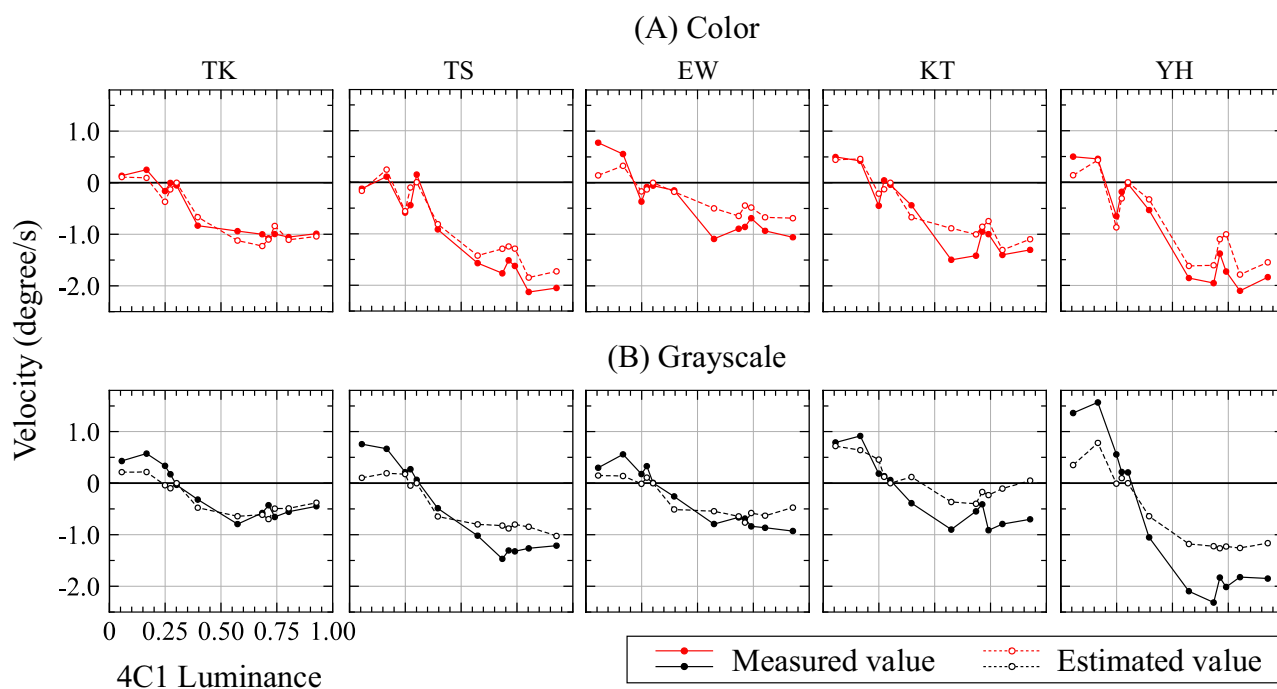 (A) Color
TK TS EW KT YH
1.0
0
-1.0
-2.0
(B) Grayscale
1.0
0
-1.0
-2.0
0 0.25 0.50 0.75 1.00
Velocity (degree/s)
4C1 Luminance
Measured value Estimated value